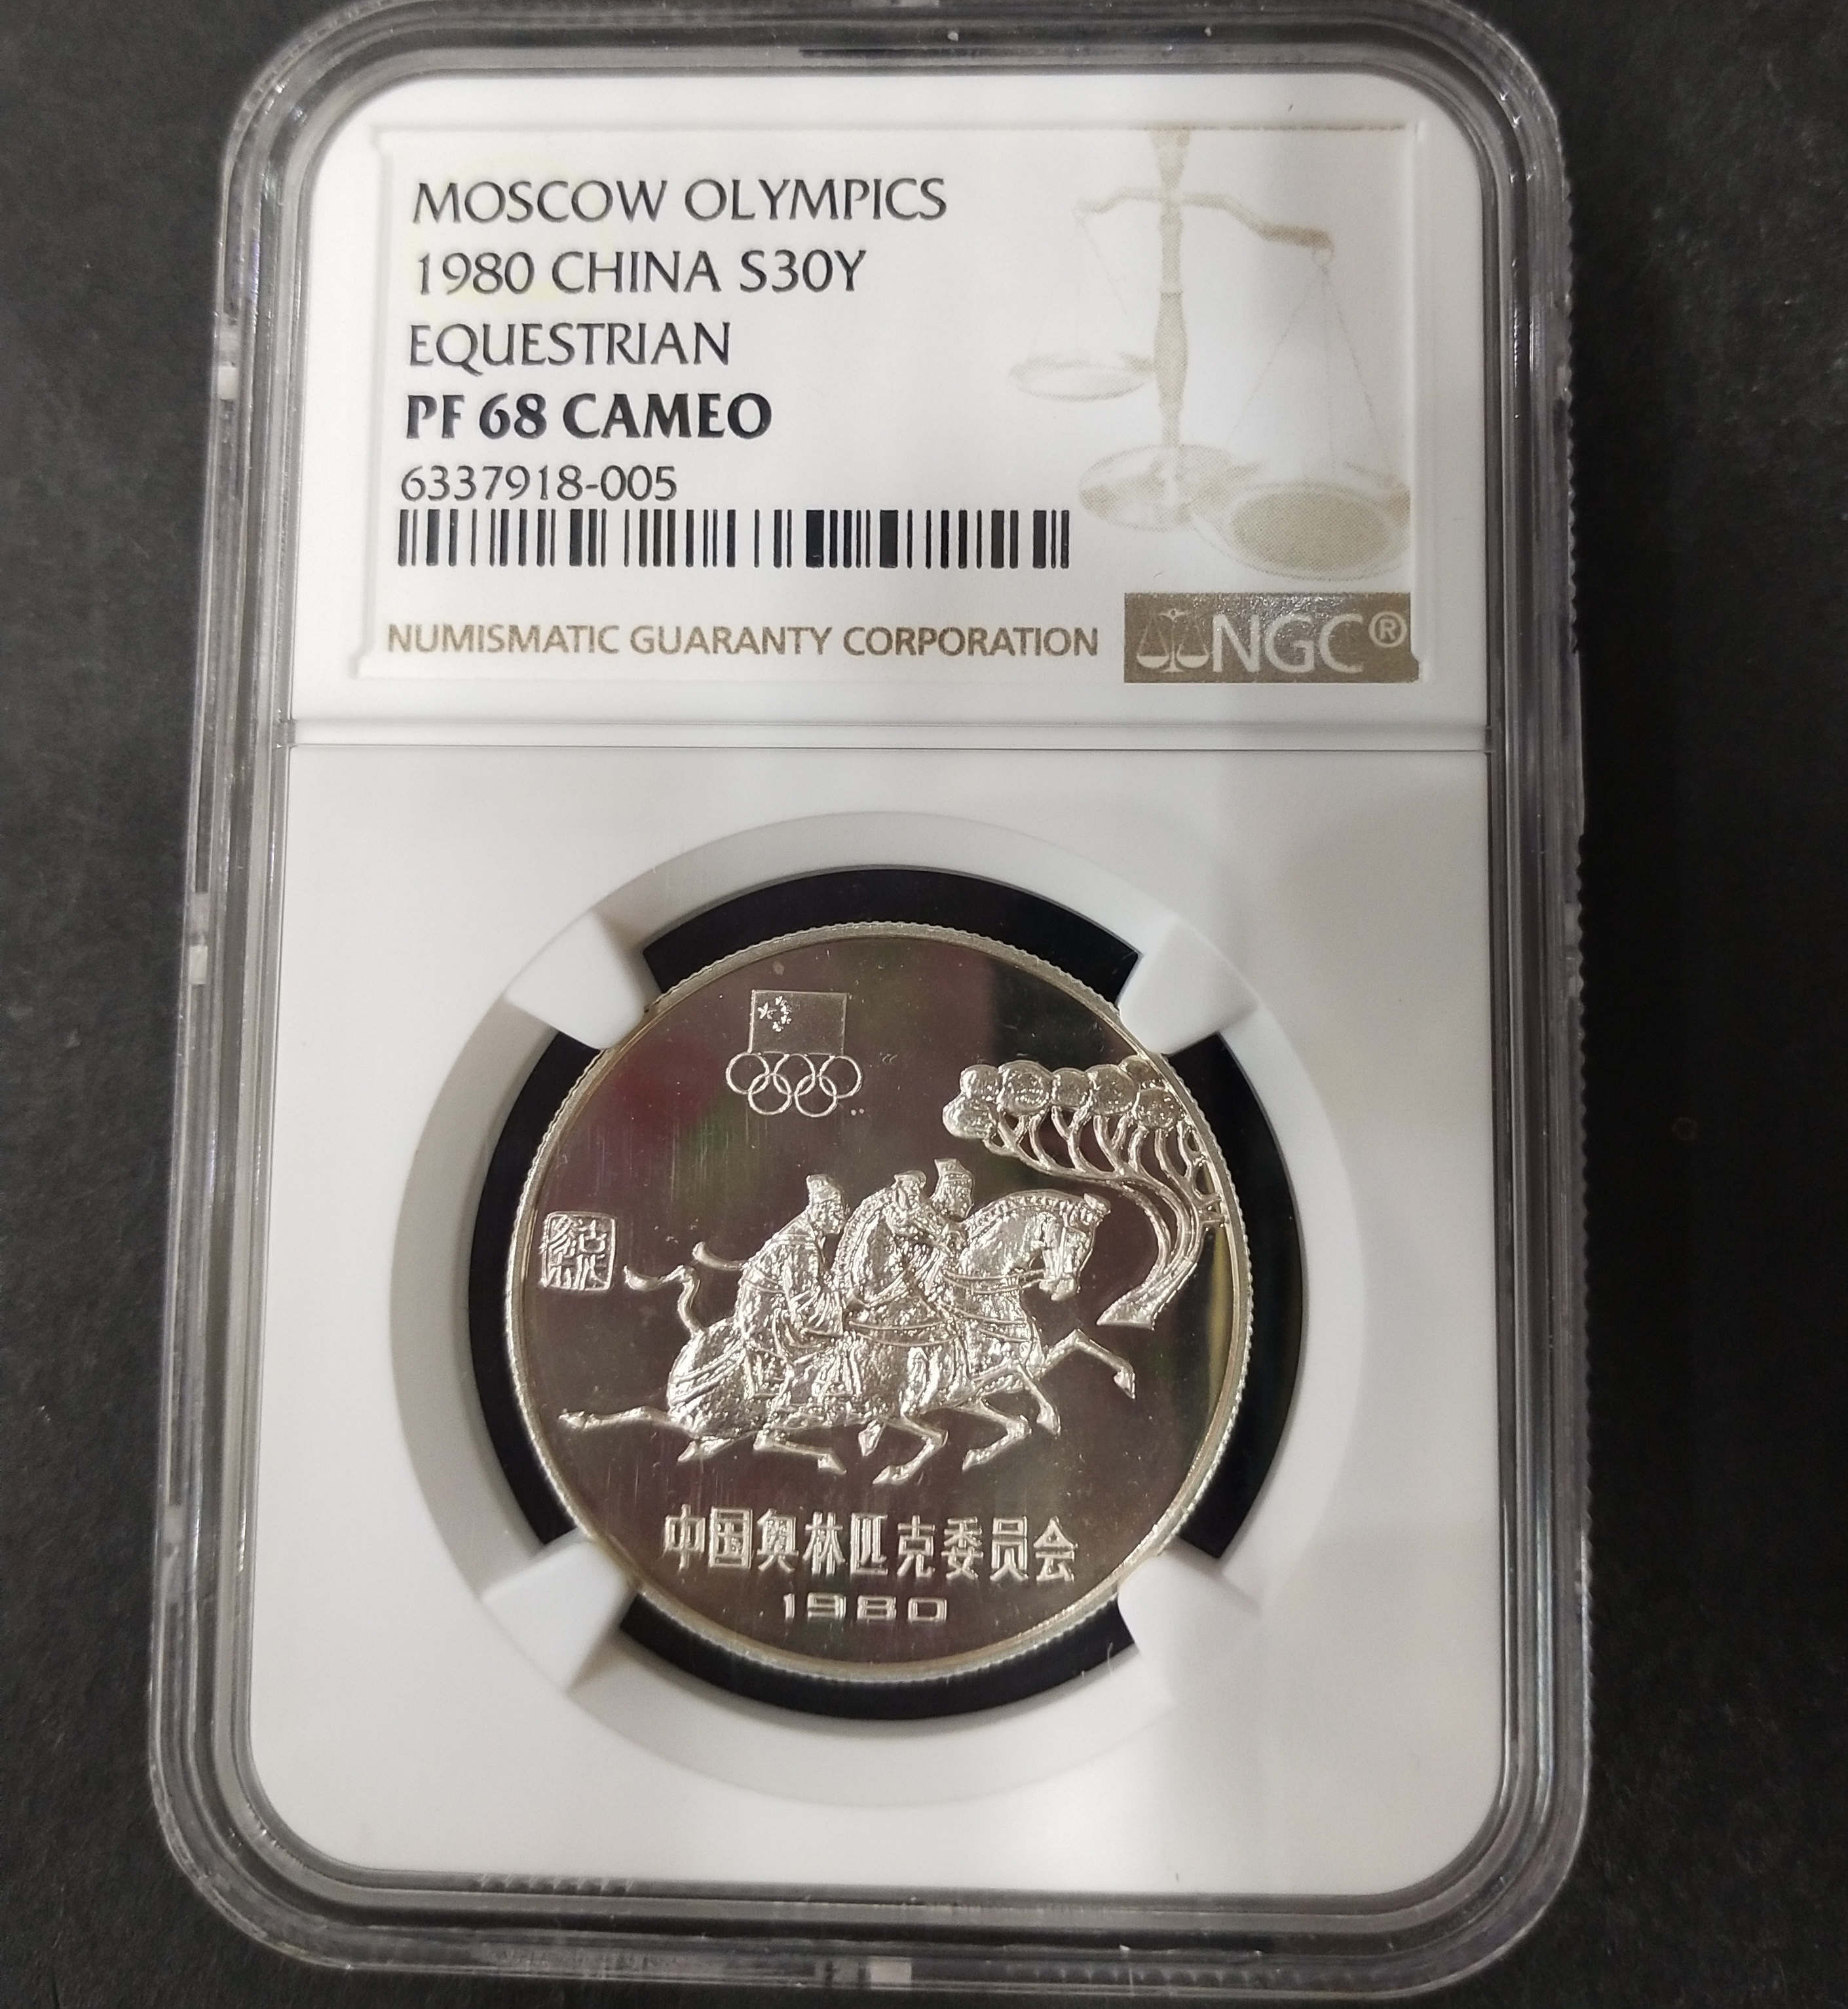 MOSCOW OLYMPICS
1980 CHINA S30Y
EQUESTRIAN
PF 68 CAMEO
6337918-005
NUMISMATIC GUARANTY CORPORATION
NGC®
中国奥林匹克委员会
1980